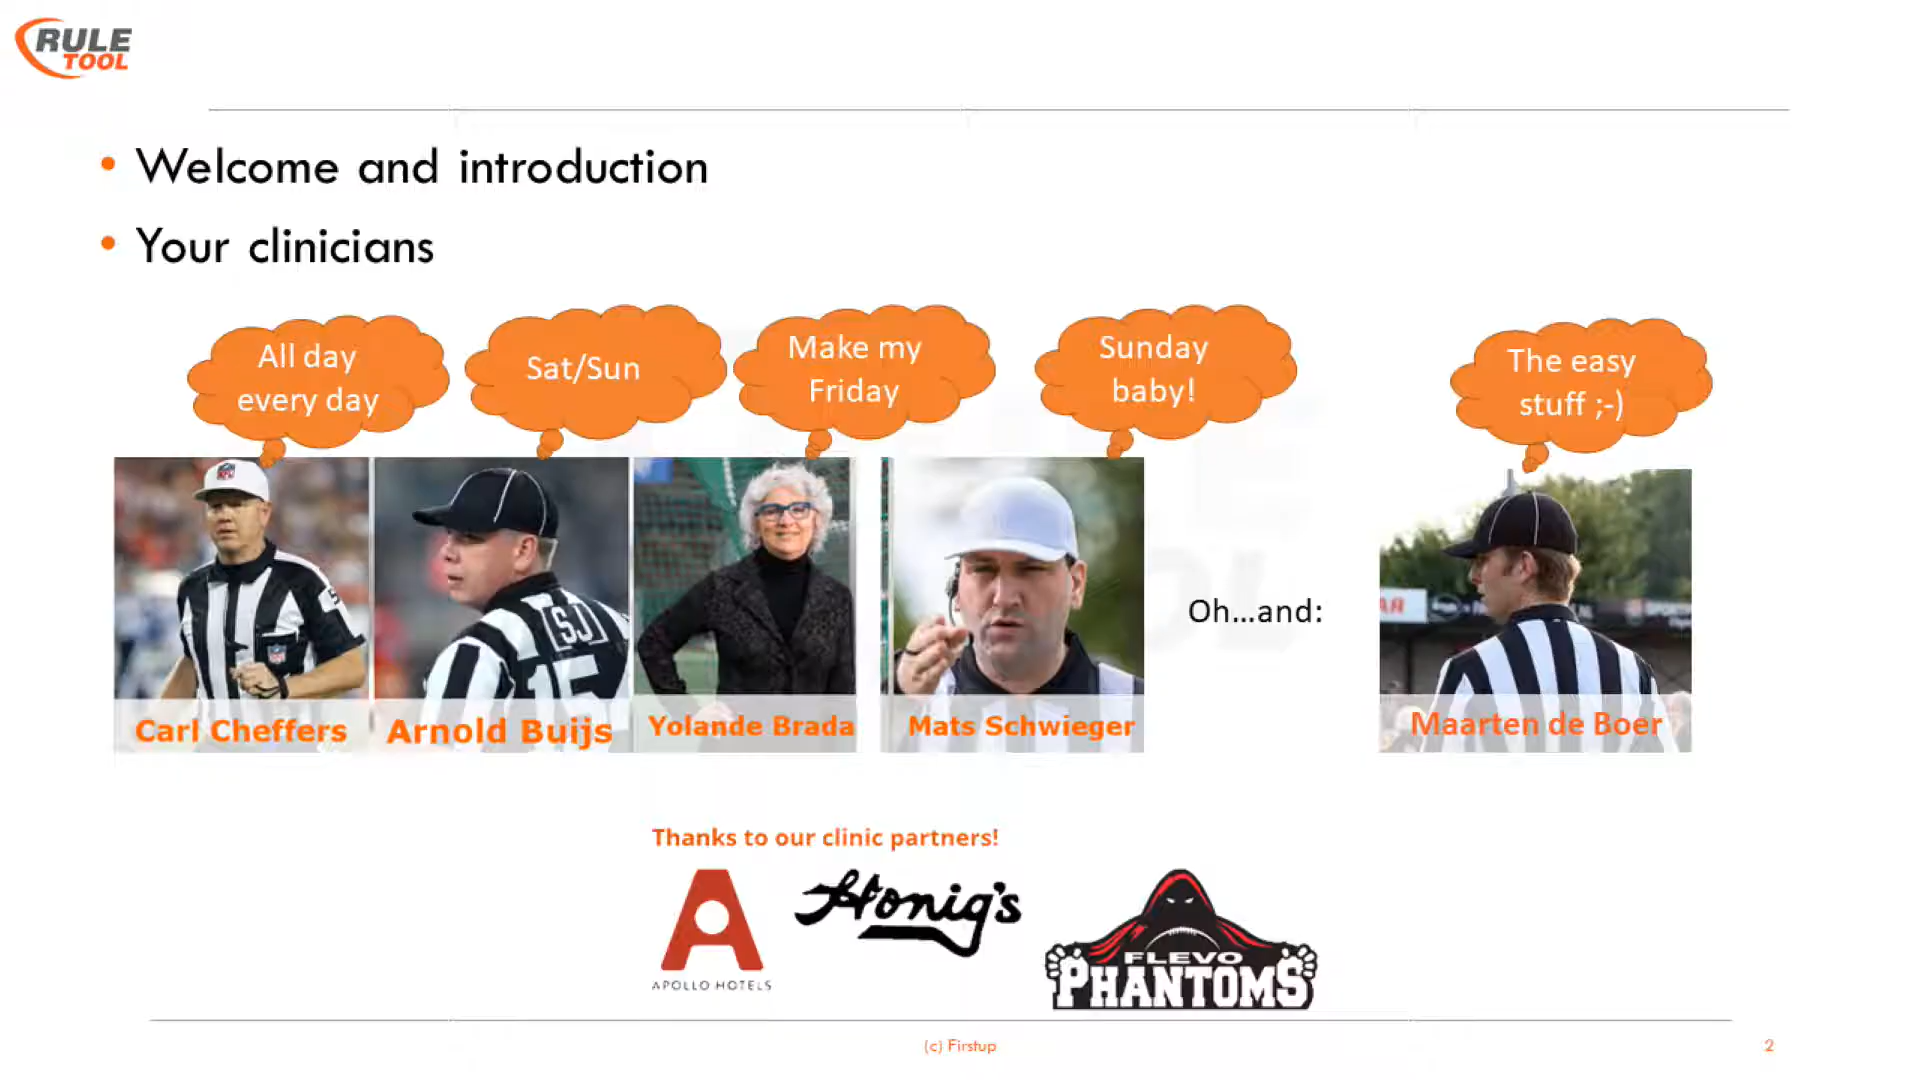 RULE
TOOL
• Welcome and introduction
• Your clinicians
All day
every day
Sat/Sun
Make my
Friday
Sunday
baby!
The easy
stuff ;-)
SJ
15
Oh...and:
Carl Cheffers
Arnold Buijs
Yolande Brada
Mats Schwieger
Maarten de Boer
Thanks to our clinic partners!
APOLLO HOTELS
Honig's
FLEVO
PHANTOMS
(c) Firstup
2